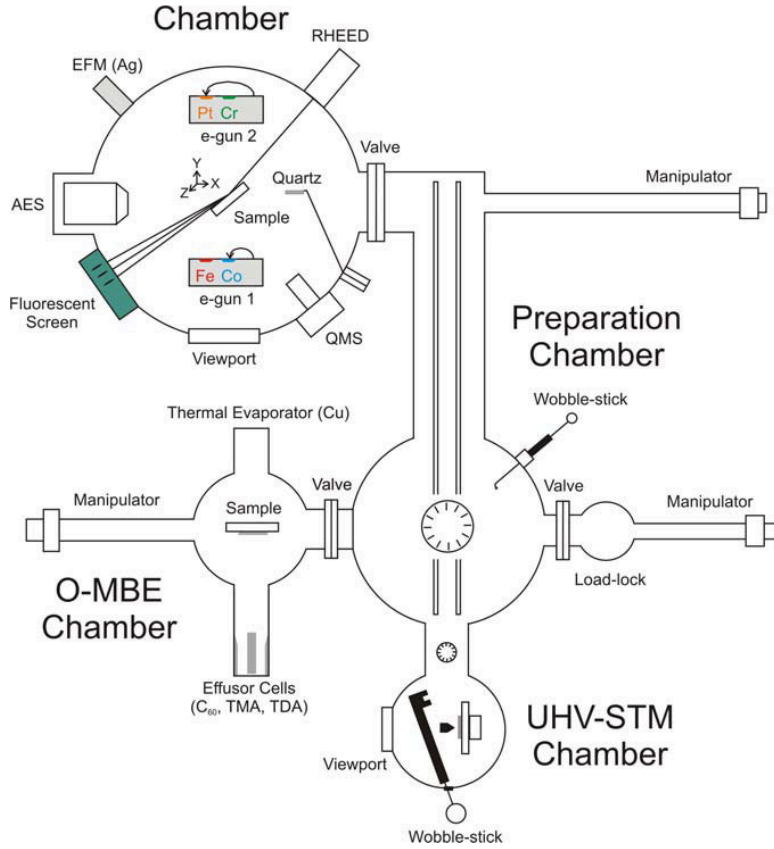 Chamber
RHEED
EFM (Ag)
Pt Cr
e-gun 2
Valve
Y
Z X
Quartz
Manipulator
AES
Sample
Fe Co
e-gun 1
Fluorescent
Screen
QMS
Viewport
Preparation
Chamber
Wobble-stick
Thermal Evaporator (Cu)
Manipulator
Sample
Valve
Valve
Manipulator
Load-lock
O-MBE
Chamber
Effusor Cells
(C₆₀, TMA, TDA)
UHV-STM
Chamber
Viewport
Wobble-stick